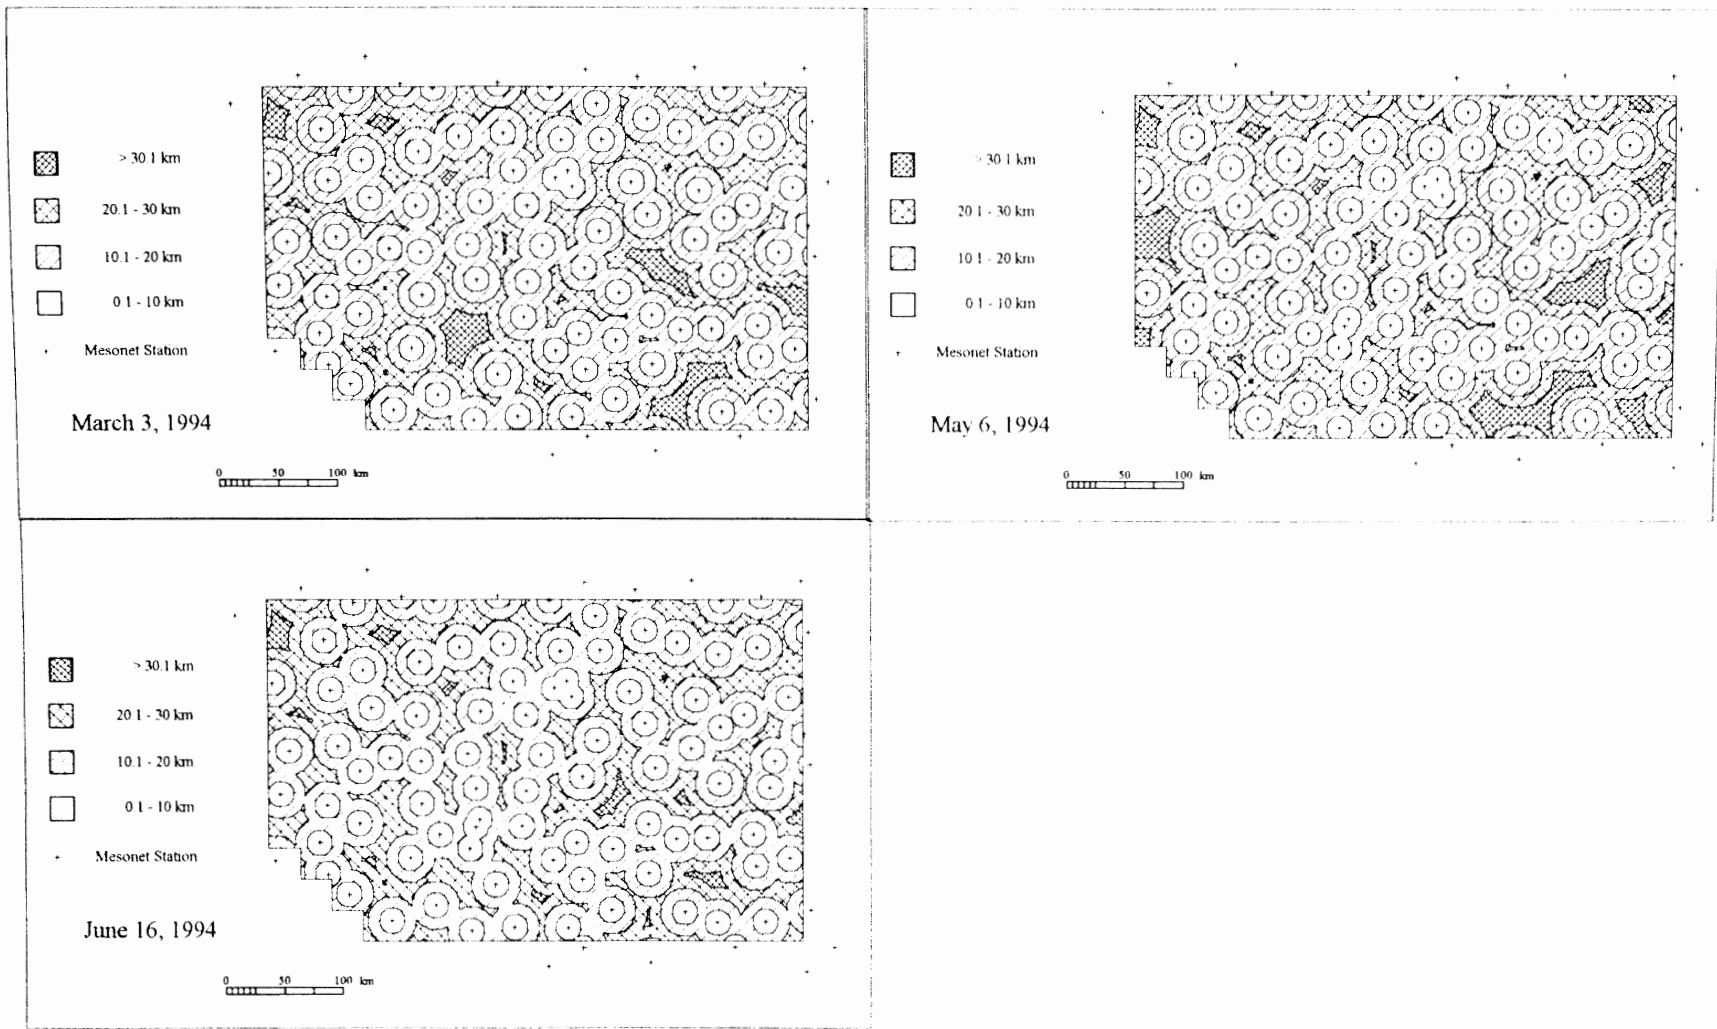 > 30.1 km
20.1 - 30 km
10.1 - 20 km
0.1 - 10 km
Mesonet Station
March 3, 1994
0 50 100 km
> 30.1 km
20.1 - 30 km
10.1 - 20 km
0.1 - 10 km
Mesonet Station
May 6, 1994
0 50 100 km
> 30.1 km
20.1 - 30 km
10.1 - 20 km
0.1 - 10 km
Mesonet Station
June 16, 1994
0 50 100 km